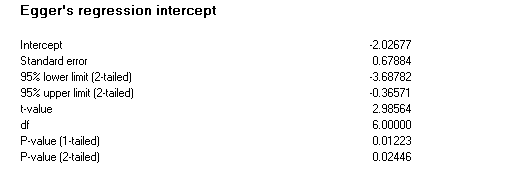 Egger's regression intercept
Intercept -2.02677
Standard error 0.67884
95% lower limit (2-tailed) -3.68782
95% upper limit (2-tailed) -0.36571
t-value 2.98564
df 6.00000
P-value (1-tailed) 0.01223
P-value (2-tailed) 0.02446